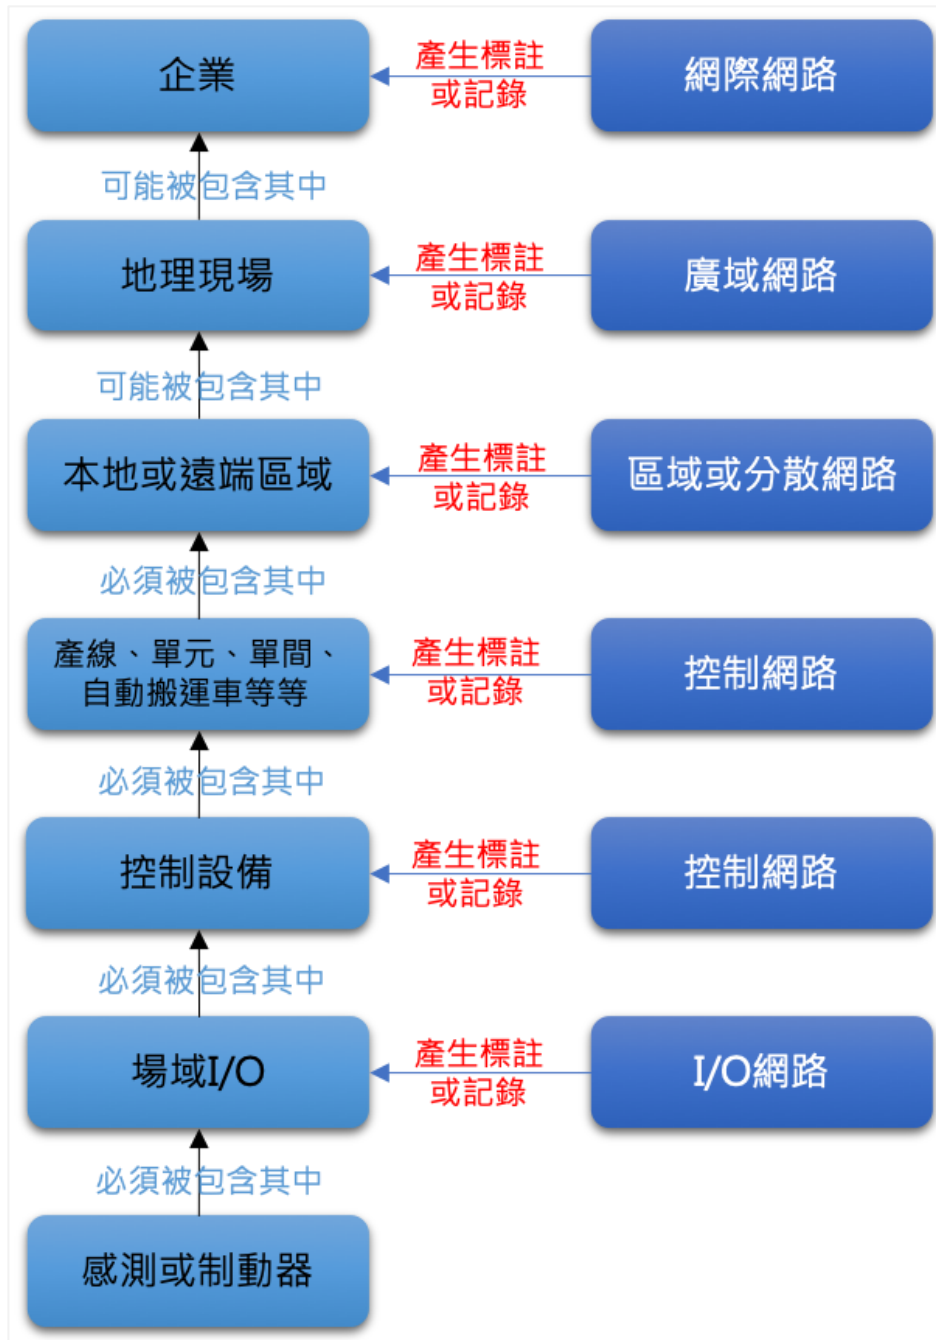 企業
產生標註
或記錄
網際網路
可能被包含其中
地理現場
產生標註
或記錄
廣域網路
可能被包含其中
本地或遠端區域
產生標註
或記錄
區域或分散網路
必須被包含其中
產線、單元、單間、
自動搬運車等等
產生標註
或記錄
控制網路
必須被包含其中
控制設備
產生標註
或記錄
控制網路
必須被包含其中
場域I/O
產生標註
或記錄
I/O網路
必須被包含其中
感測或制動器